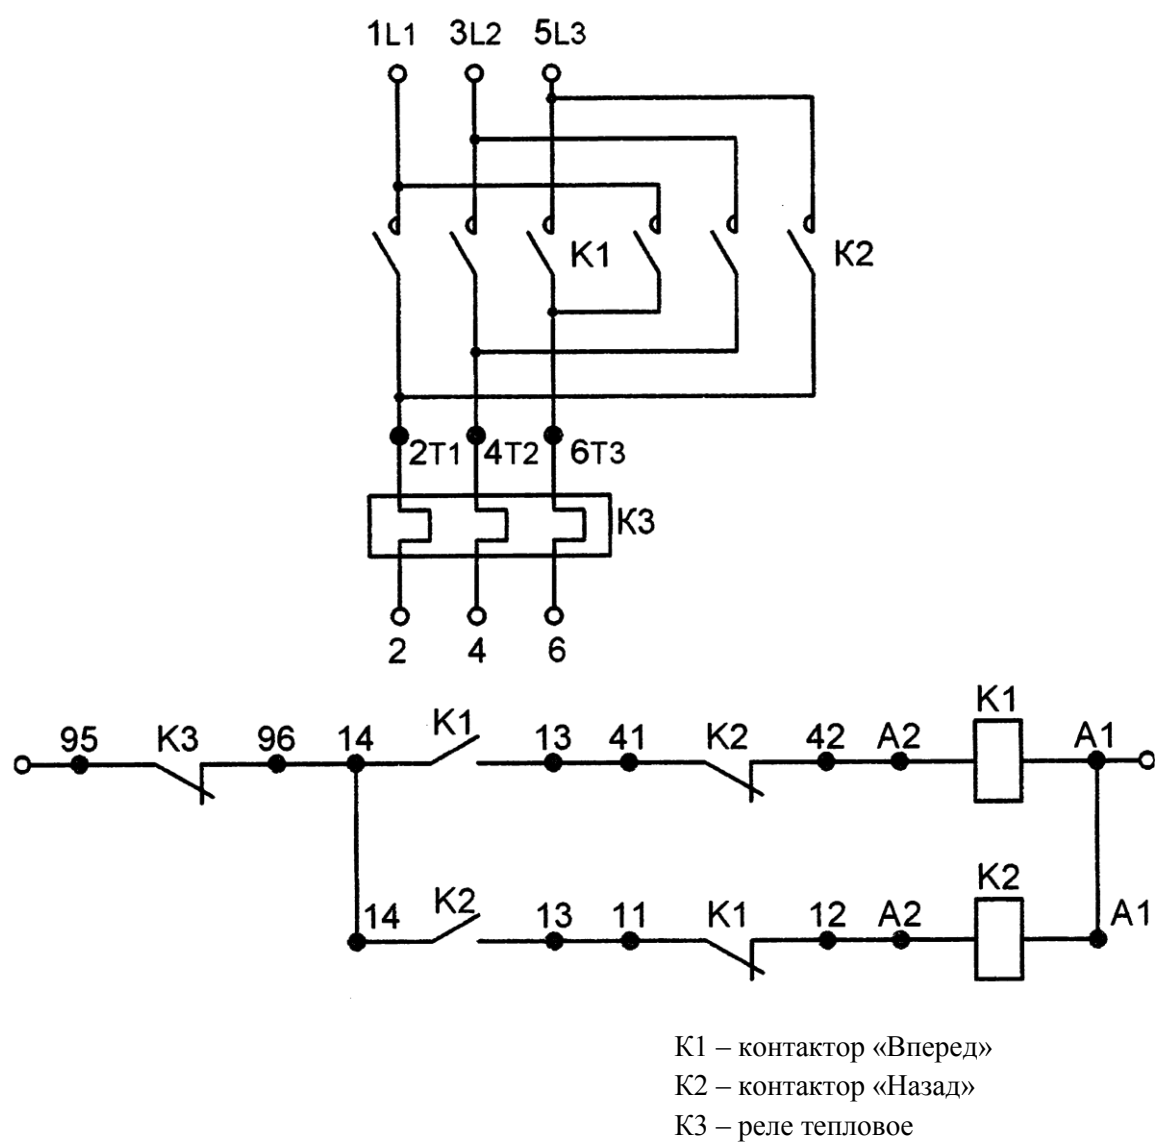 1L1 3L2 5L3
K1 K2
2T1 4T2 6T3
K3
2 4 6
K1 K1
95 K3 96 14 13 41 K2 42 A2 A1
K2 K2
14 13 11 K1 12 A2 A1
К1 – контактор «Вперед»
К2 – контактор «Назад»
К3 – реле тепловое